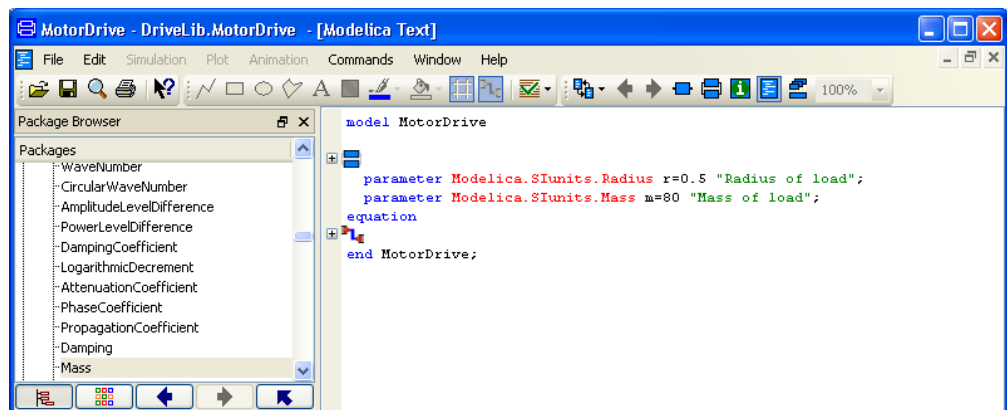 MotorDrive - DriveLib.MotorDrive - [Modelica Text]
File Edit Simulation Plot Animation Commands Window Help
100%
Package Browser
Packages
WaveNumber
CircularWaveNumber
AmplitudeLevelDifference
PowerLevelDifference
DampingCoefficient
LogarithmicDecrement
AttenuationCoefficient
PhaseCoefficient
PropagationCoefficient
Damping
Mass
model MotorDrive
parameter Modelica.SIunits.Radius r=0.5 "Radius of load";
parameter Modelica.SIunits.Mass m=80 "Mass of load";
equation
end MotorDrive;